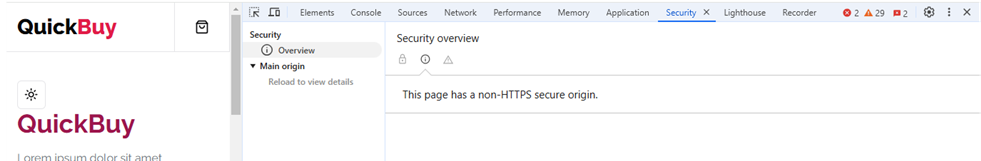 QuickBuy
Elements Console Sources Network Performance Memory Application Security Lighthouse Recorder 2 29 2
Security
Overview
Main origin
Reload to view details
Security overview
This page has a non-HTTPS secure origin.
QuickBuy
Lorem ipsum dolor sit amet